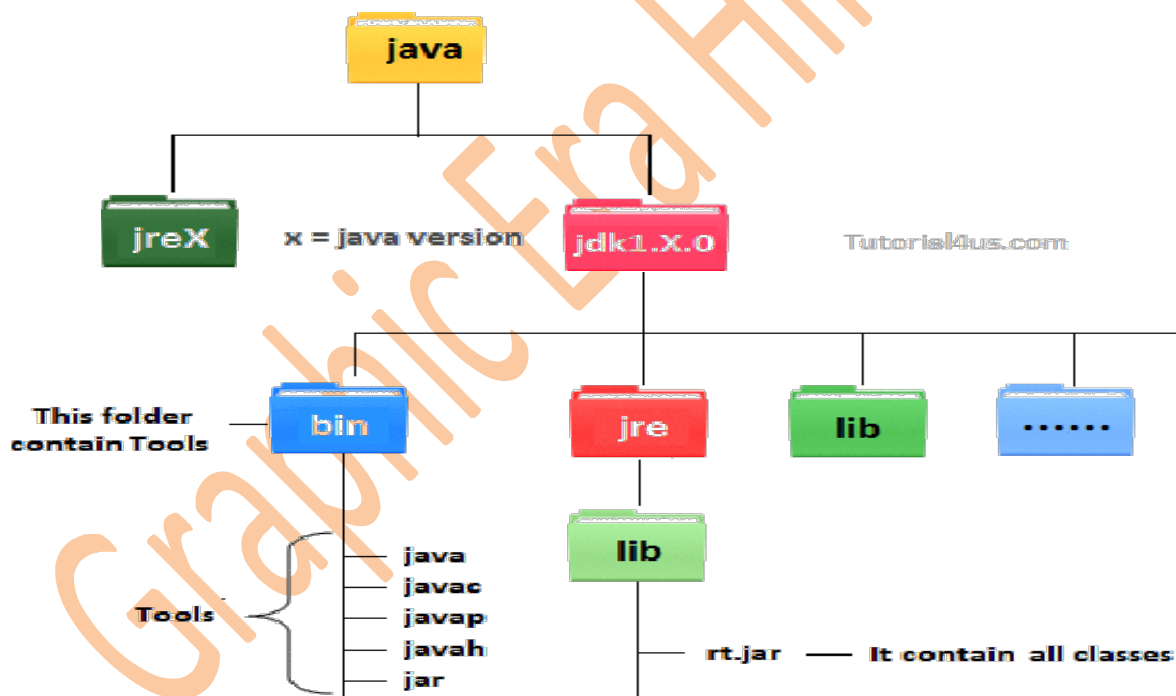 java
jreX
x = java version
jdk1.X.0
Tutorial4us.com
This folder
contain Tools
bin
jre
lib
......
lib
Tools
java
javac
javap
javah
jar
rt.jar
It contain all classes
Graphic Era